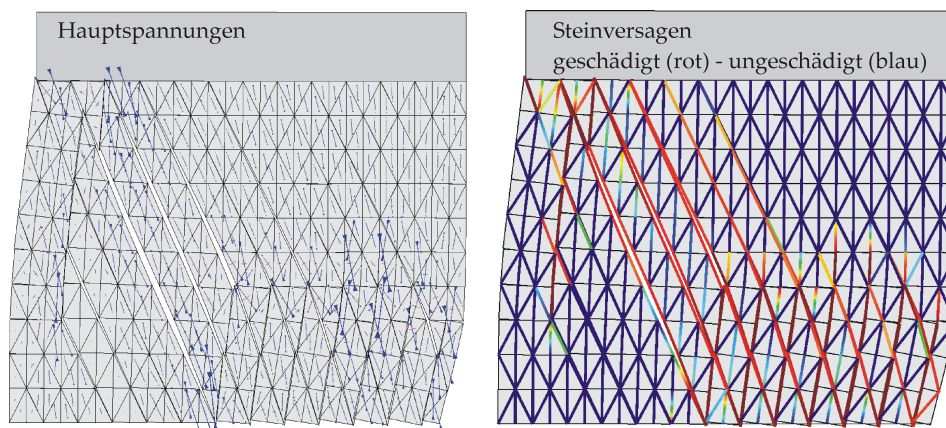 Hauptspannungen
Steinversagen
geschädigt (rot) - ungeschädigt (blau)